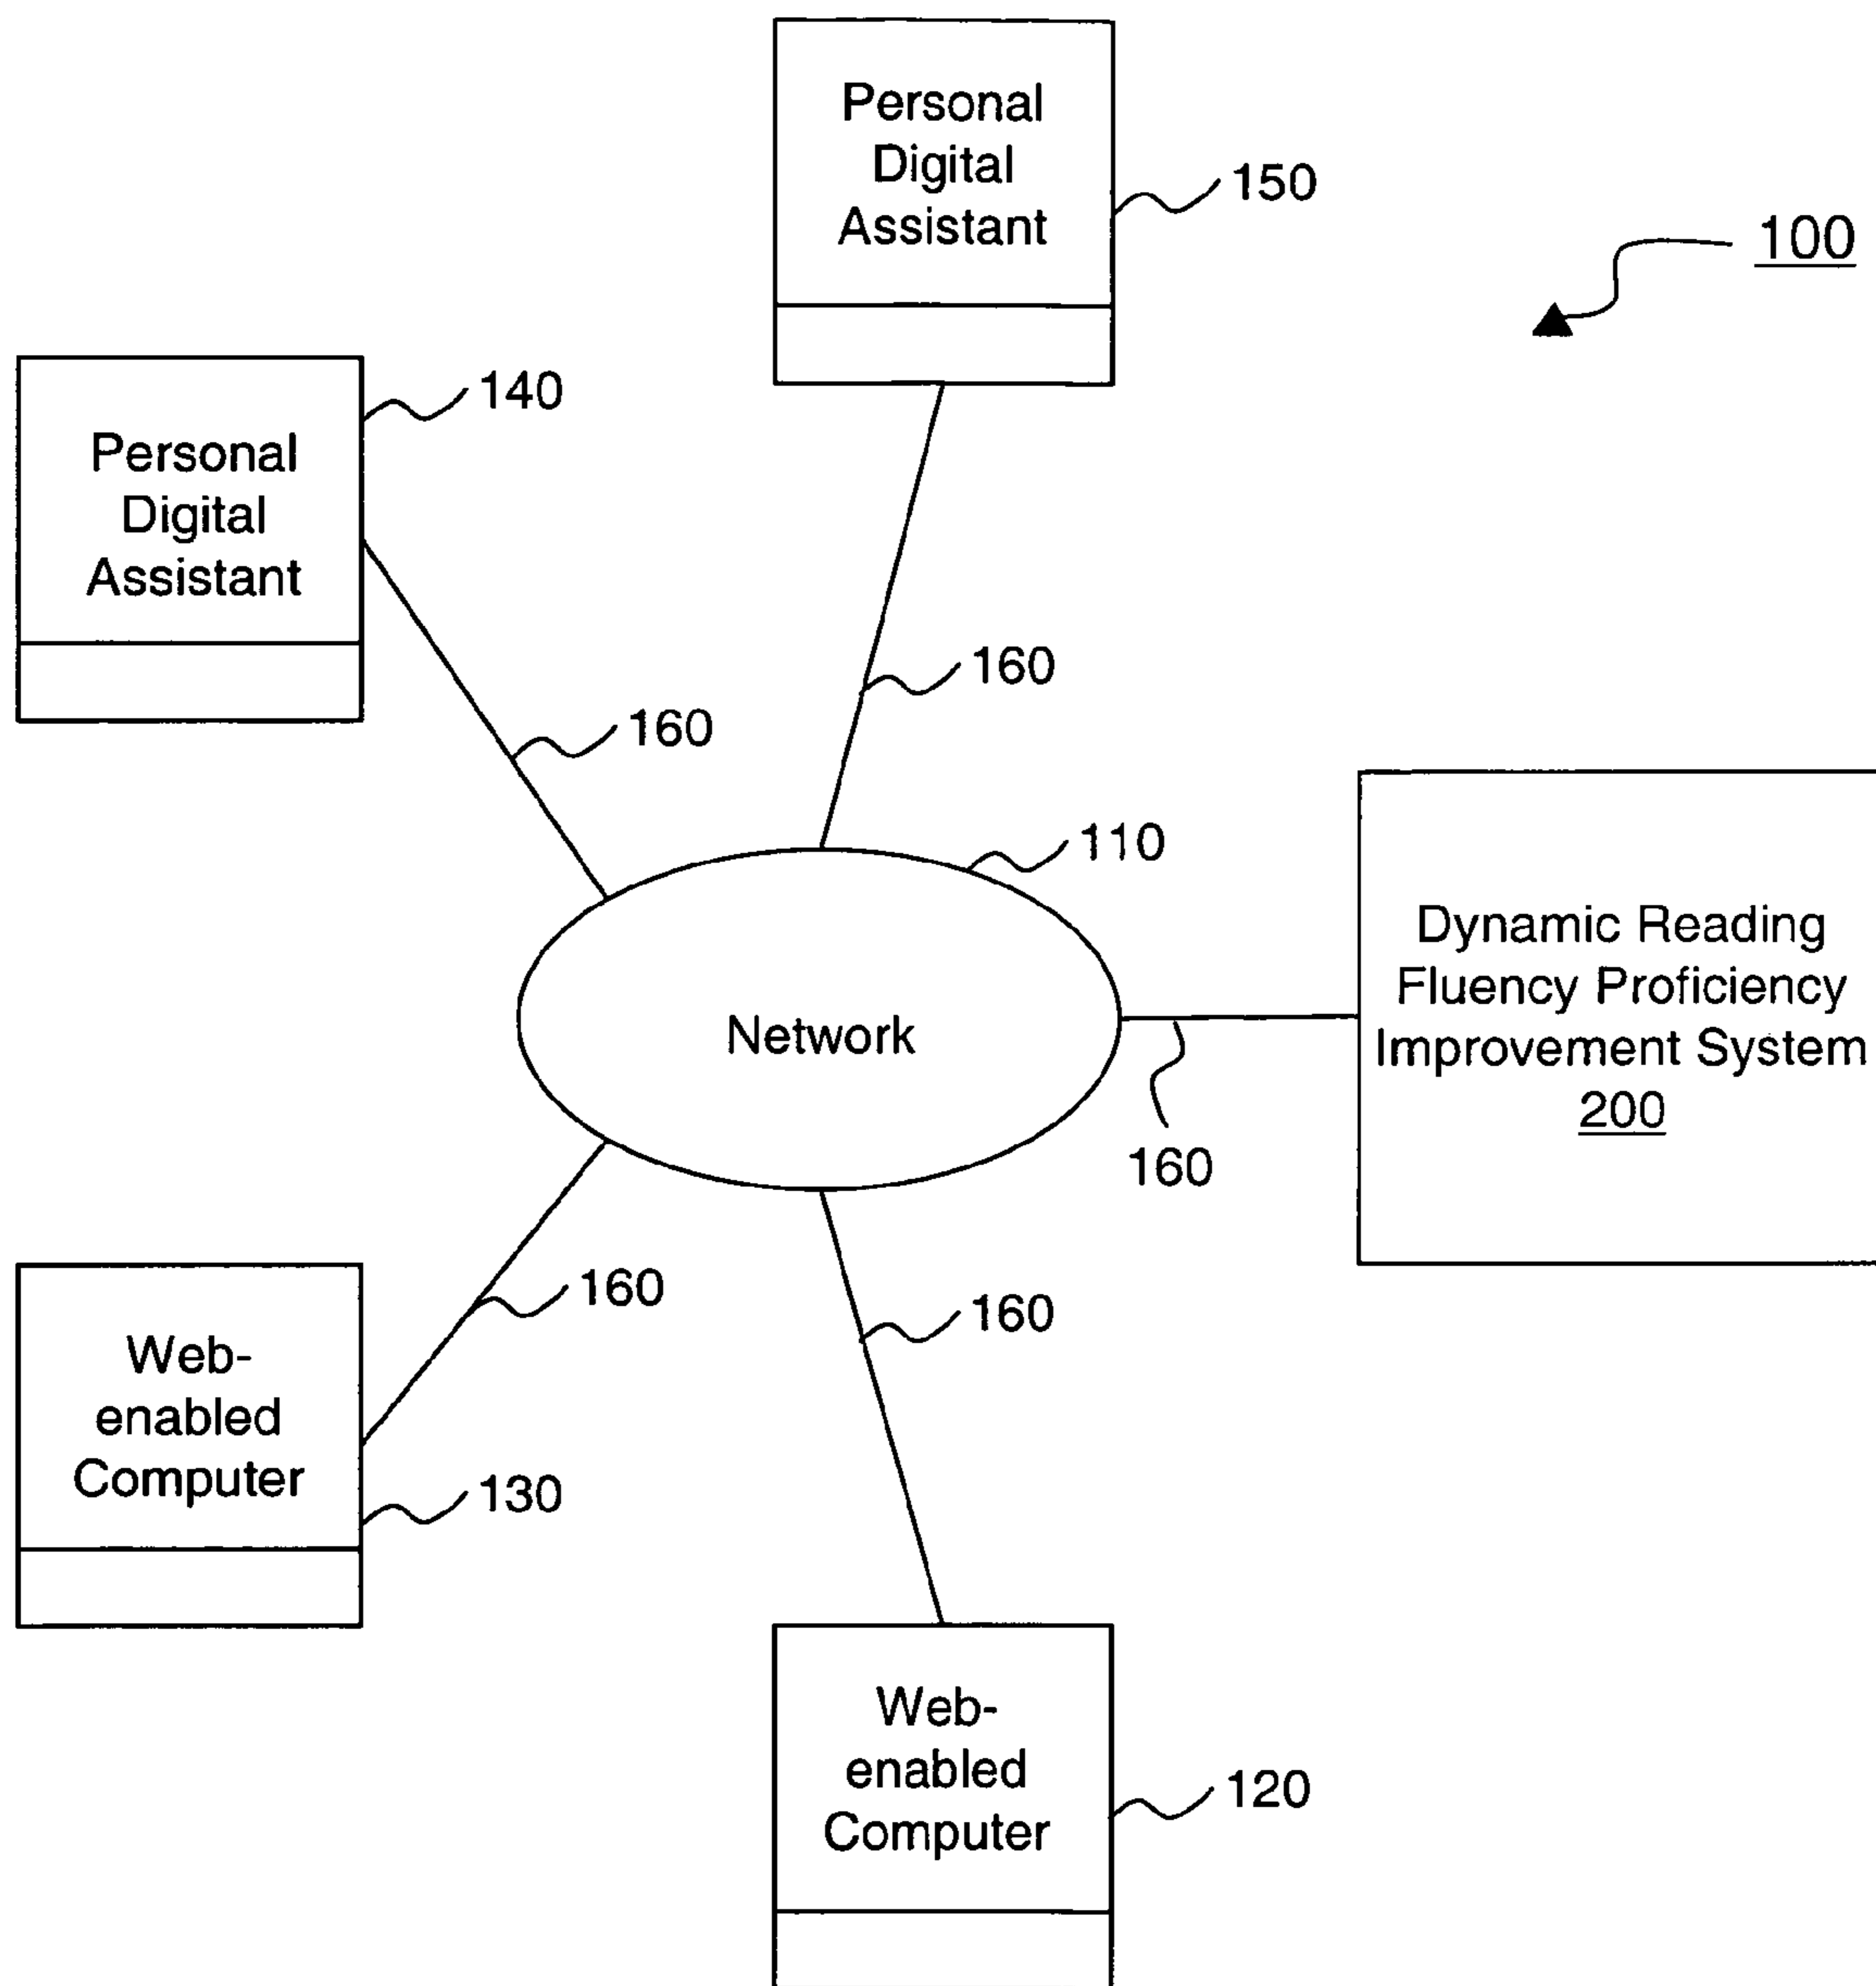 Personal
Digital
Assistant
150
100
140
Personal
Digital
Assistant
160
160
110
Dynamic Reading
Fluency Proficiency
Improvement System
200
Network
160
160
160
Web-
enabled
Computer
130
Web-
enabled
Computer
120